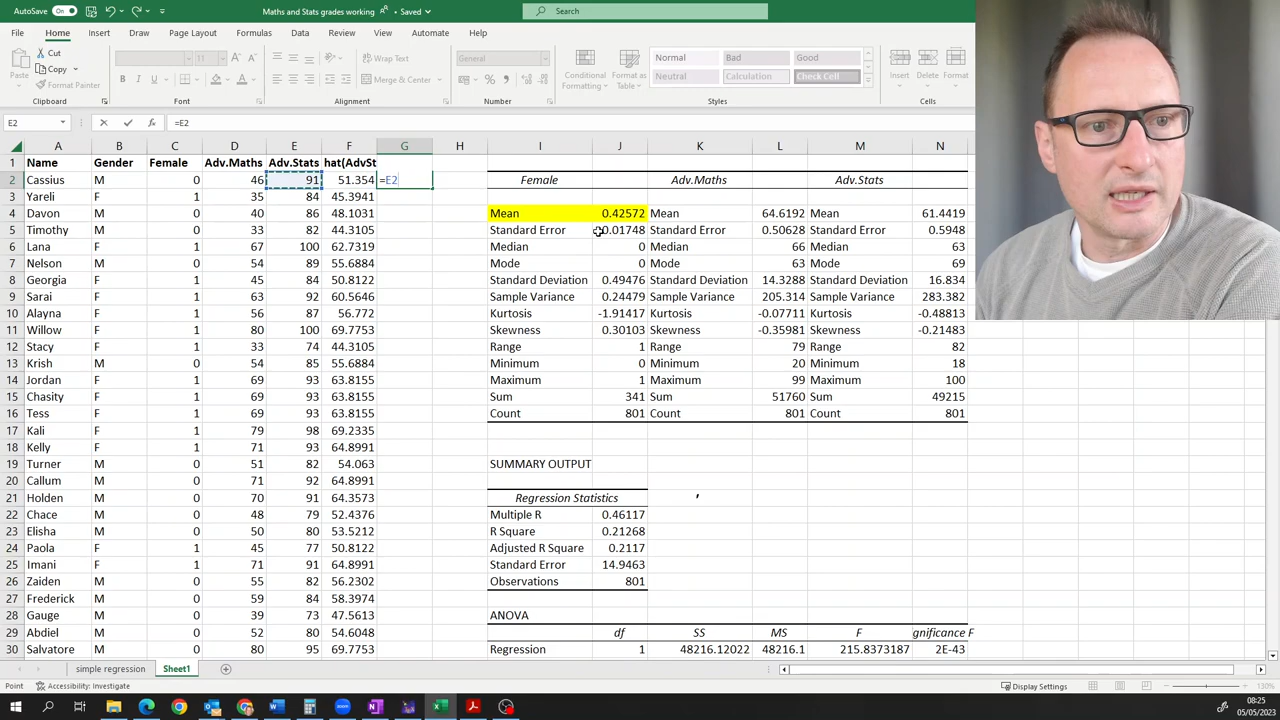 AutoSave On Maths and Stats grades working • Saved Search
File Home Insert Draw Page Layout Formulas Data Review View Automate Help
Cut
Copy
Format Painter
Paste
11
General
Wrap Text
Merge & Center
Conditional Formatting
Format as Table
Normal Bad Good
Neutral Calculation Check Cell
Insert Delete Format
Clipboard Font Alignment Number Styles Cells
E2 =E2
A B C D E F G H I J K L M N
1 Name Gender Female Adv.Maths Adv.Stats hat(AdvSt
2 Cassius M 0 46 91 51.354 =E2 Female Adv.Maths Adv.Stats
3 Yareli F 1 35 84 45.3941
4 Davon M 0 40 86 48.1031 Mean 0.42572 Mean 64.6192 Mean 61.4419
5 Timothy M 0 33 82 44.3105 Standard Error 0.01748 Standard Error 0.50628 Standard Error 0.5948
6 Lana F 1 67 100 62.7319 Median 0 Median 66 Median 63
7 Nelson M 0 54 89 55.6884 Mode 0 Mode 63 Mode 69
8 Georgia F 1 45 85 50.8122 Standard Deviation 0.49476 Standard Deviation 14.3288 Standard Deviation 16.834
9 Sarai F 1 63 92 60.5646 Sample Variance 0.24479 Sample Variance 205.314 Sample Variance 283.382
10 Alayna F 1 56 87 56.772 Kurtosis -1.91417 Kurtosis -0.07711 Kurtosis -0.48813
11 Willow F 1 80 100 69.7753 Skewness 0.30103 Skewness -0.35981 Skewness -0.21483
12 Stacy F 1 33 74 44.3105 Range 1 Range 79 Range 82
13 Krish M 0 54 85 55.6884 Minimum 0 Minimum 20 Minimum 18
14 Jordan F 1 69 93 63.8155 Maximum 1 Maximum 99 Maximum 100
15 Chasity F 1 69 93 63.8155 Sum 341 Sum 51760 Sum 49215
16 Tess F 1 69 93 63.8155 Count 801 Count 801 Count 801
17 Kali F 1 79 98 69.2335
18 Kelly F 1 71 93 64.8991
19 Turner M 0 51 82 54.063 SUMMARY OUTPUT
20 Callum M 0 71 92 64.8991
21 Holden M 0 70 91 64.3573 Regression Statistics
22 Chace M 0 48 79 52.4376 Multiple R 0.46117
23 Elisha M 0 50 80 53.5212 R Square 0.21268
24 Paola F 1 45 77 50.8122 Adjusted R Square 0.2117
25 Imani F 1 71 91 64.8991 Standard Error 14.9463
26 Zaiden M 0 55 82 56.2302 Observations 801
27 Frederick M 0 59 84 58.3974
28 Gauge M 0 39 73 47.5613 ANOVA
29 Abdiel M 0 52 80 54.6048 df SS MS F gnificance F
30 Salvatore M 0 80 95 69.7753 Regression 1 48216.12022 48216.1 215.8373187 2E-43
simple regression Sheet1
Point Accessibility: Investigate Display Settings 130%
08:25
05/05/2023